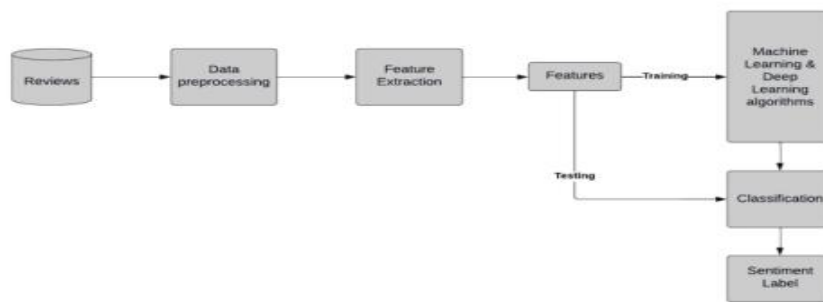 Reviews
Data
preprocessing
Feature
Extraction
Features
Training
Machine
Learning &
Deep
Learning
algorithms
Testing
Classification
Sentiment
Label